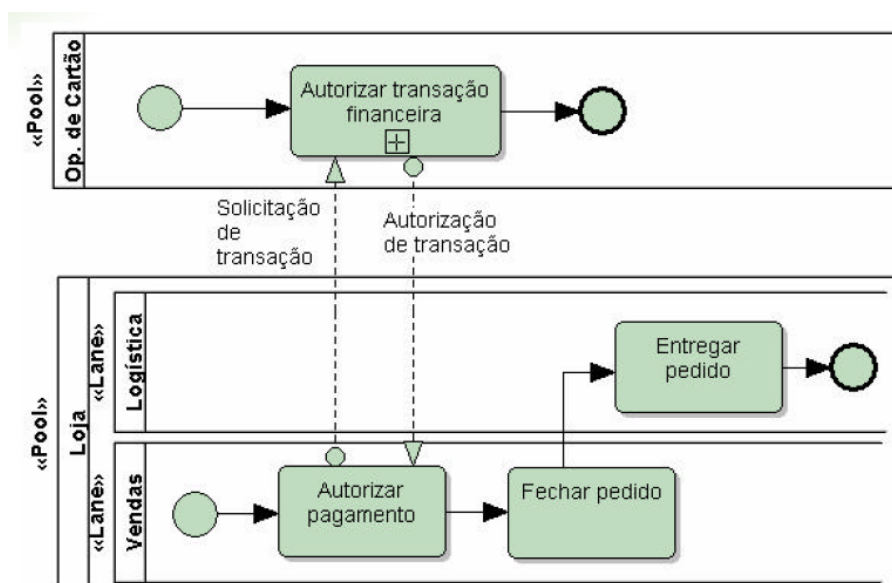 «Pool»
Op. de Cartão
Autorizar transação
financeira
Solicitação
de
transação
Autorização
de transação
«Pool»
Loja
«Lane»
Logística
Entregar
pedido
«Lane»
Vendas
Autorizar
pagamento
Fechar pedido